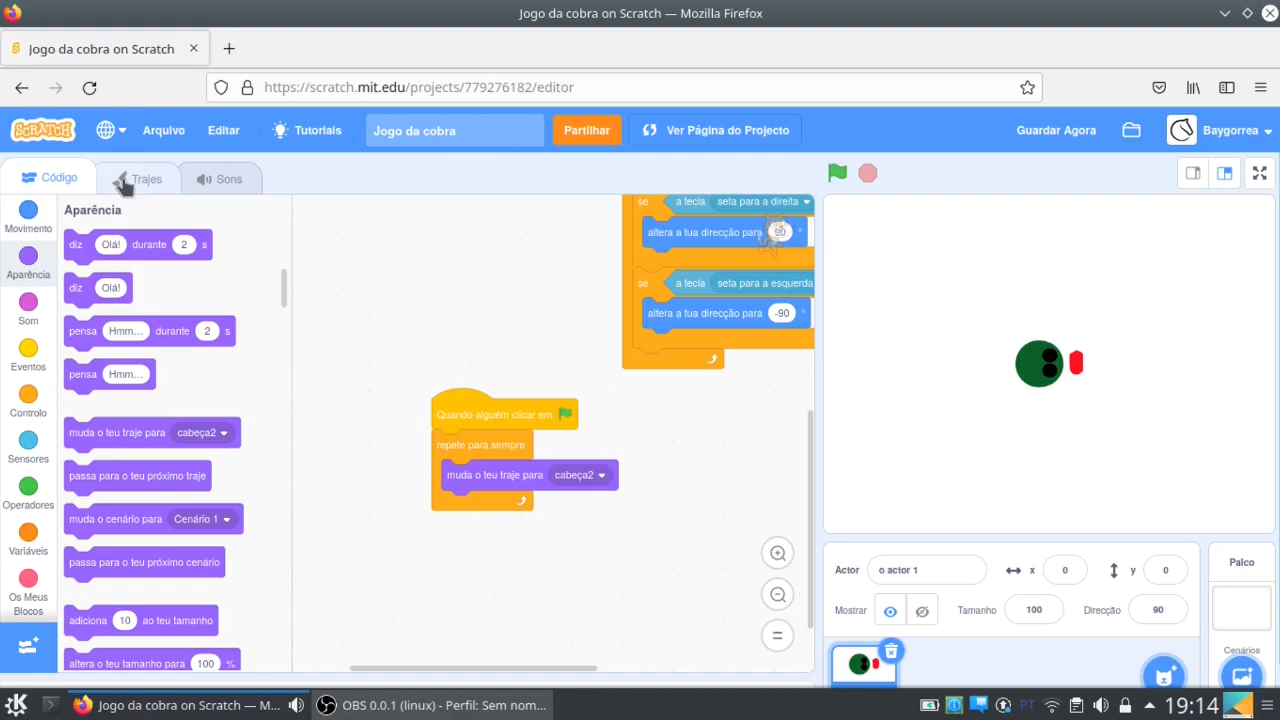 Jogo da cobra on Scratch — Mozilla Firefox
Jogo da cobra on Scratch
https://scratch.mit.edu/projects/779276182/editor
SCRATCH
Arquivo
Editar
Tutoriais
Jogo da cobra
Partilhar
Ver Página do Projecto
Guardar Agora
Baygorrea
Código
Trajes
Sons
Movimento
Aparência
Som
Eventos
Controlo
Sensores
Operadores
Variáveis
Os Meus
Blocos
Aparência
diz Olá! durante 2 s
diz Olá!
pensa Hmm... durante 2 s
pensa Hmm...
muda o teu traje para cabeça2
passa para o teu próximo traje
muda o cenário para Cenário 1
passa para o teu próximo cenário
adiciona 10 ao teu tamanho
altera o teu tamanho para 100 %
se a tecla seta para a direita
altera a tua direcção para 90 °
se a tecla seta para a esquerda
altera a tua direcção para -90 °
Quando alguém clicar em
repete para sempre
muda o teu traje para cabeça2
Actor o actor 1 x 0 y 0
Mostrar Tamanho 100 Direcção 90
Palco
Cenários
Jogo da cobra on Scratch — M...
OBS 0.0.1 (linux) - Perfil: Sem nom...
PT
19:14